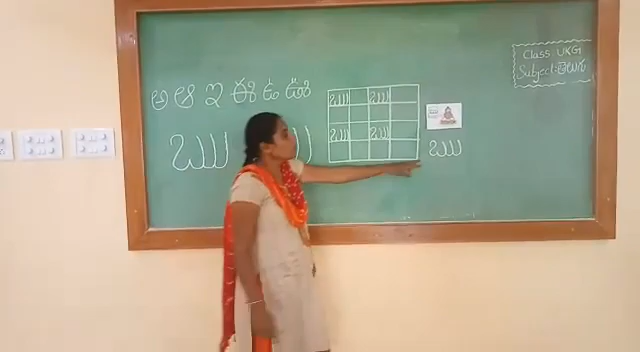 Class: UKG
Subject: తెలుగు
అ ఆ ఇ ఈ ఉ ఊ
ఋ
ఋ ఋ
ఋ ఋ
ఋ